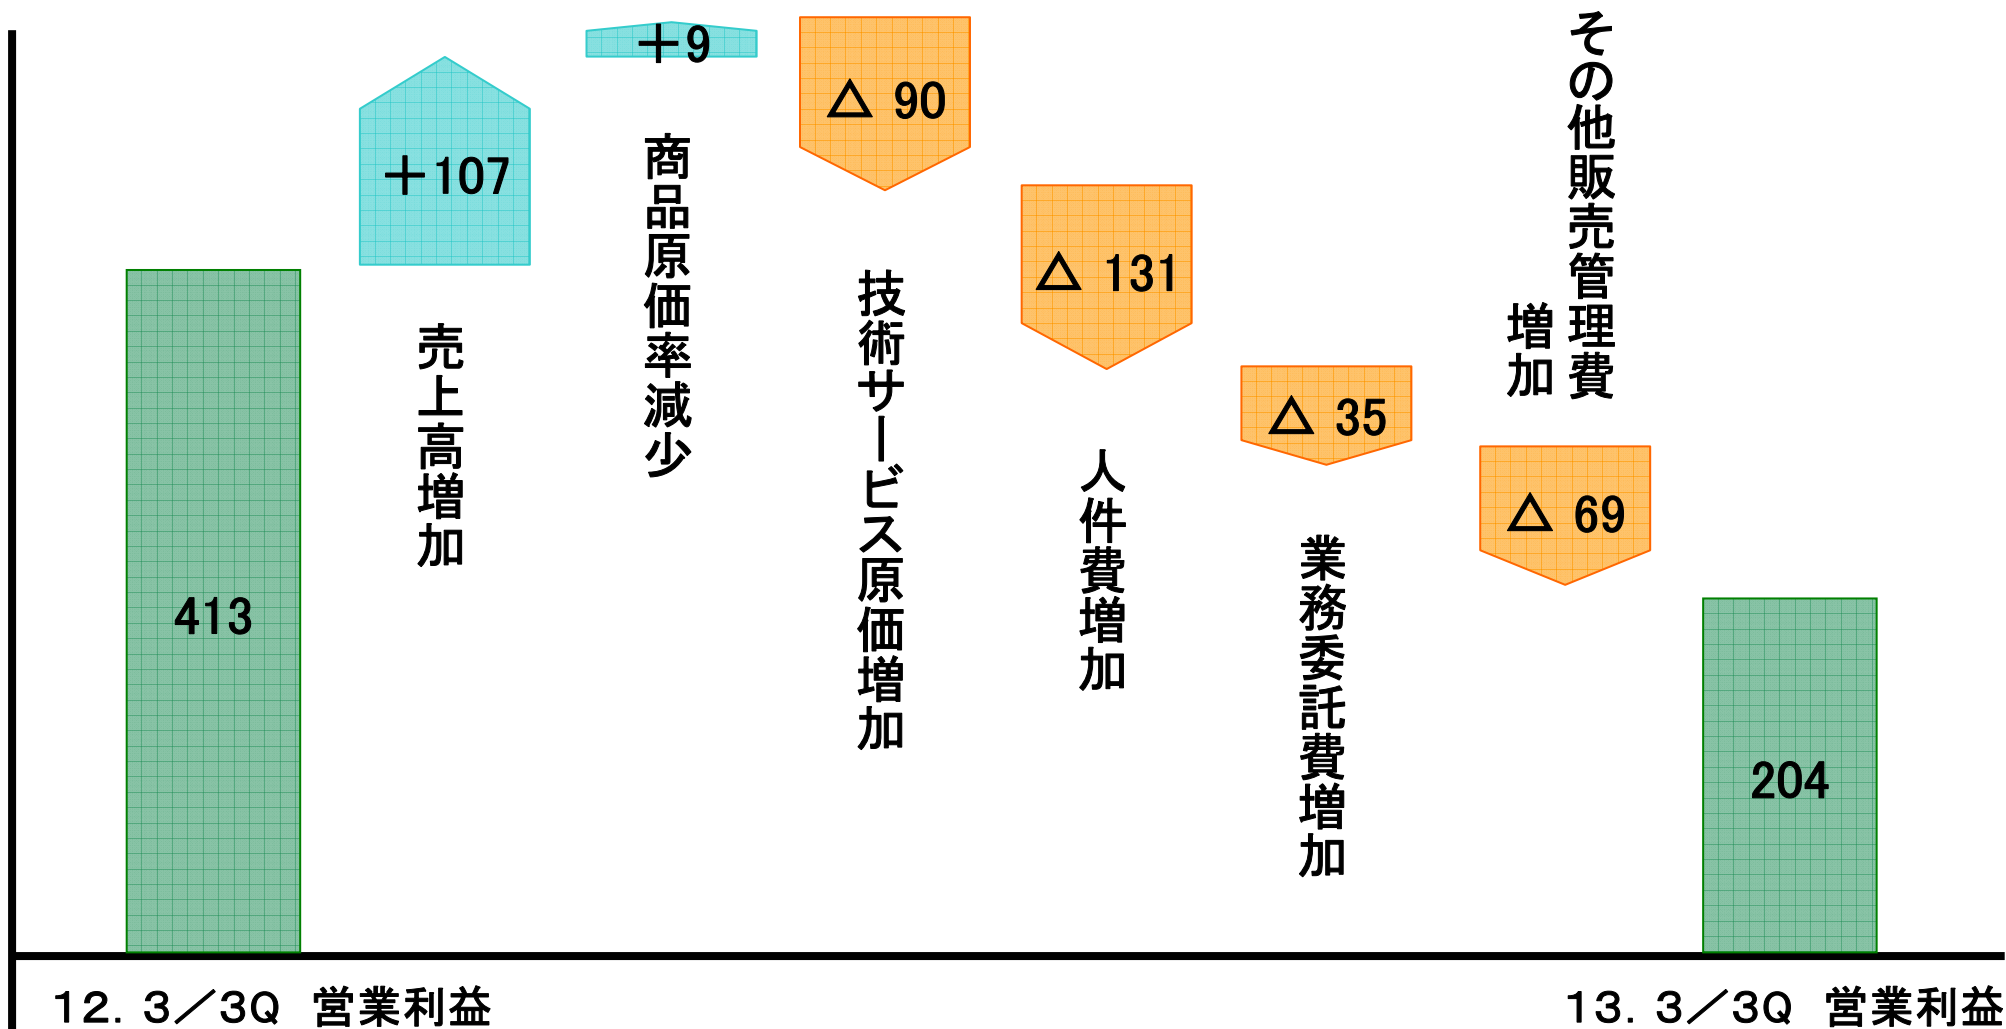 413
＋107
売上高増加
＋9
商品原価率減少
△ 90
技術サービス原価増加
△ 131
人件費増加
△ 35
業務委託費増加
その他販売管理費
増加
△ 69
204
12．3／3Q 営業利益
13．3／3Q 営業利益